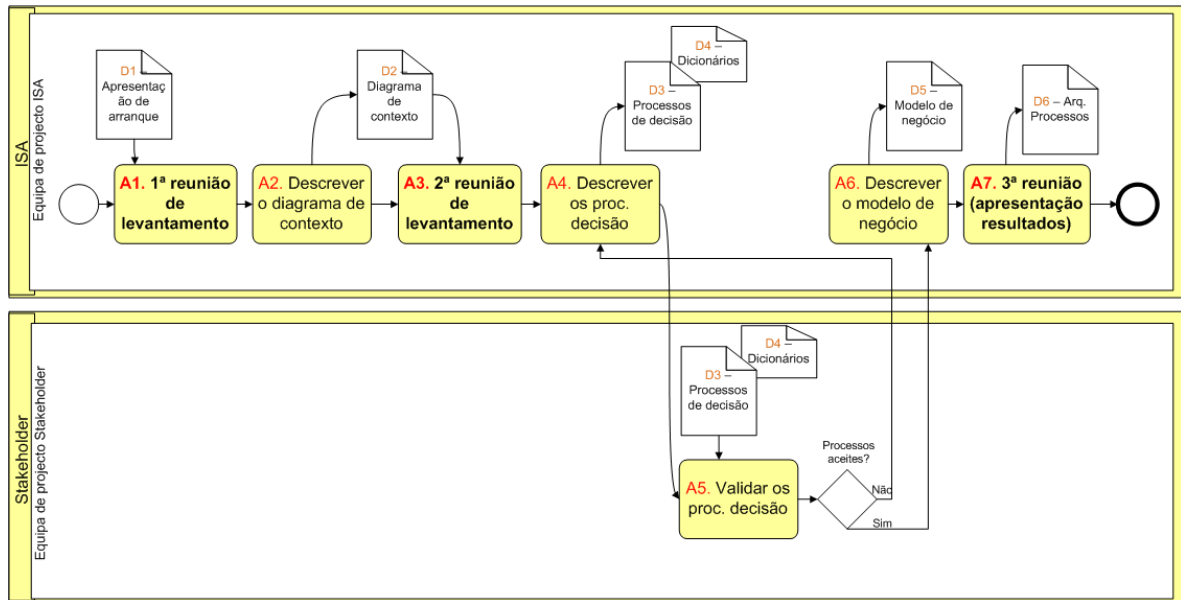 ISA
Equipa de projecto ISA
D1 –
Apresentaç
ão de
arranque
D2 –
Diagrama
de
contexto
D4 –
Dicionários
D3 –
Processos
de decisão
D5 –
Modelo de
negócio
D6 – Arq.
Processos
A1. 1ª reunião
de
levantamento
A2. Descrever
o diagrama de
contexto
A3. 2ª reunião
de
levantamento
A4. Descrever
os proc.
decisão
A6. Descrever
o modelo de
negócio
A7. 3ª reunião
(apresentação
resultados)
Stakeholder
Equipa de projecto Stakeholder
D4 –
Dicionários
D3 –
Processos
de decisão
A5. Validar os
proc. decisão
Processos
aceites?
Não
Sim